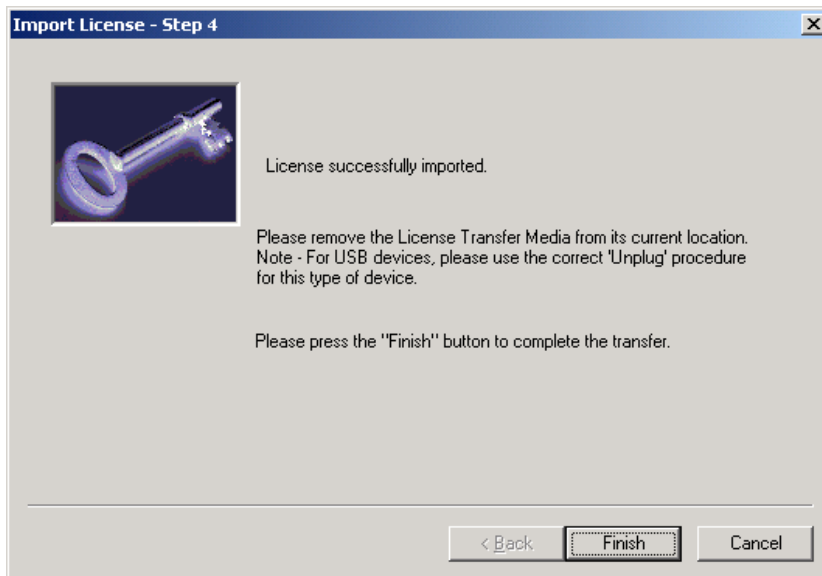 Import License - Step 4
License successfully imported.
Please remove the License Transfer Media from its current location.
Note - For USB devices, please use the correct 'Unplug' procedure
for this type of device.
Please press the "Finish" button to complete the transfer.
< Back
Finish
Cancel